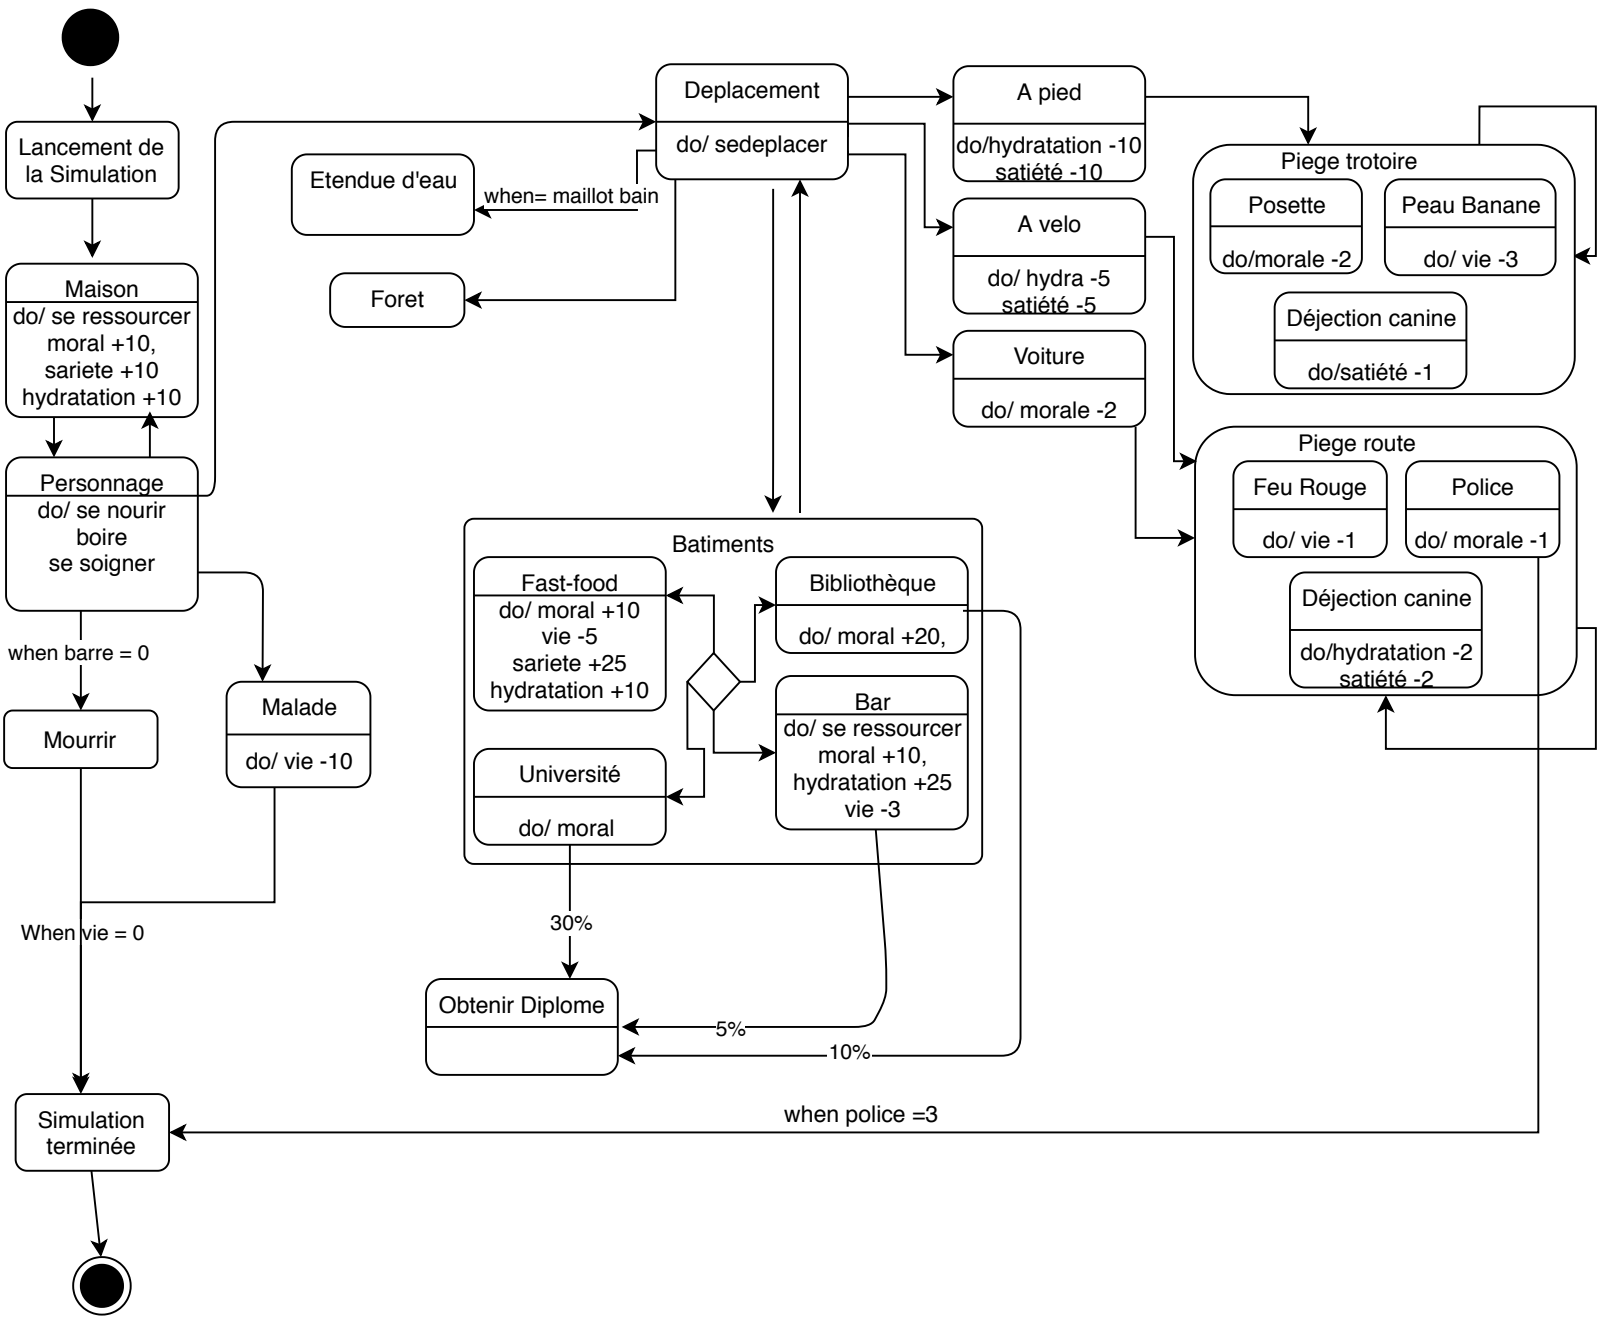 Lancement de
la Simulation
Maison
do/ se ressourcer
moral +10,
sariete +10
hydratation +10
Personnage
do/ se nourir
boire
se soigner
when barre = 0
Mourrir
Malade
do/ vie -10
When vie = 0
Simulation
terminée
Etendue d'eau
when= maillot bain
Foret
Deplacement
do/ sedeplacer
A pied
do/hydratation -10
satiété -10
A velo
do/ hydra -5
satiété -5
Voiture
do/ morale -2
Piege trotoire
Posette
do/morale -2
Peau Banane
do/ vie -3
Déjection canine
do/satiété -1
Piege route
Feu Rouge
do/ vie -1
Police
do/ morale -1
Déjection canine
do/hydratation -2
satiété -2
Batiments
Fast-food
do/ moral +10
vie -5
sariete +25
hydratation +10
Bibliothèque
do/ moral +20,
Bar
do/ se ressourcer
moral +10,
hydratation +25
vie -3
Université
do/ moral
30%
Obtenir Diplome
5%
10%
when police =3